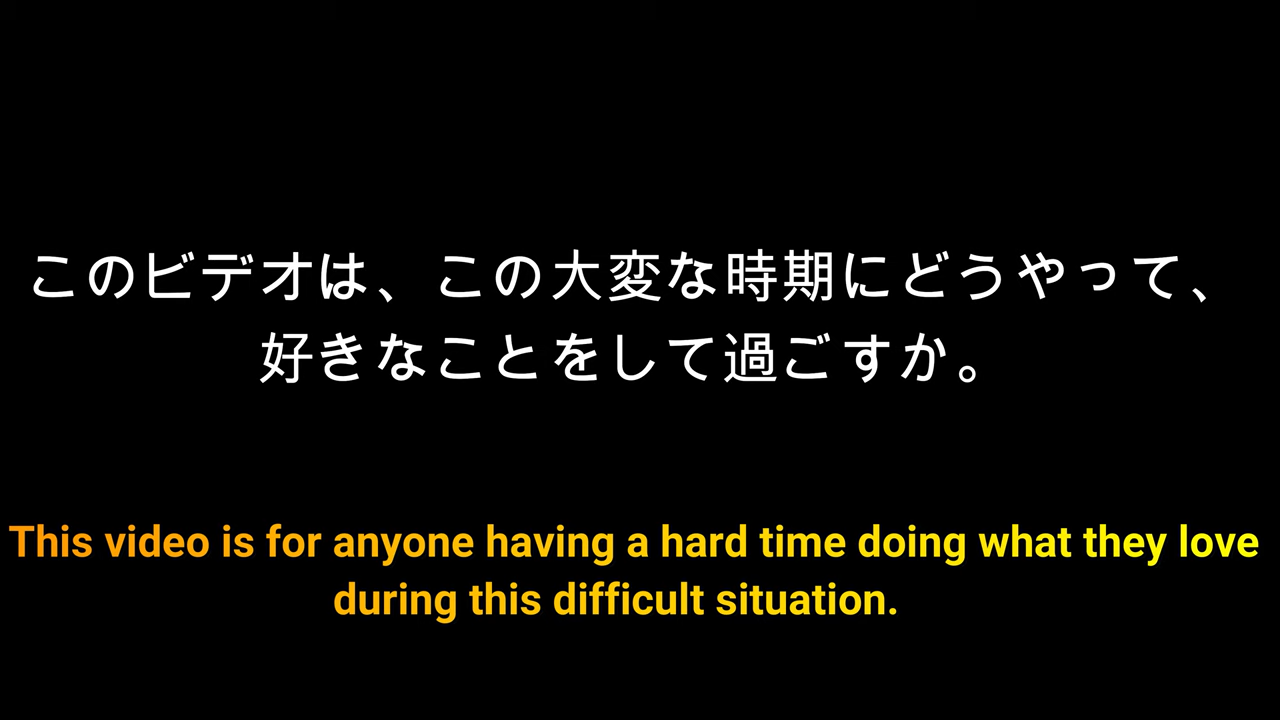 このビデオは、この大変な時期にどうやって、
好きなことをして過ごすか。
This video is for anyone having a hard time doing what they love
during this difficult situation.